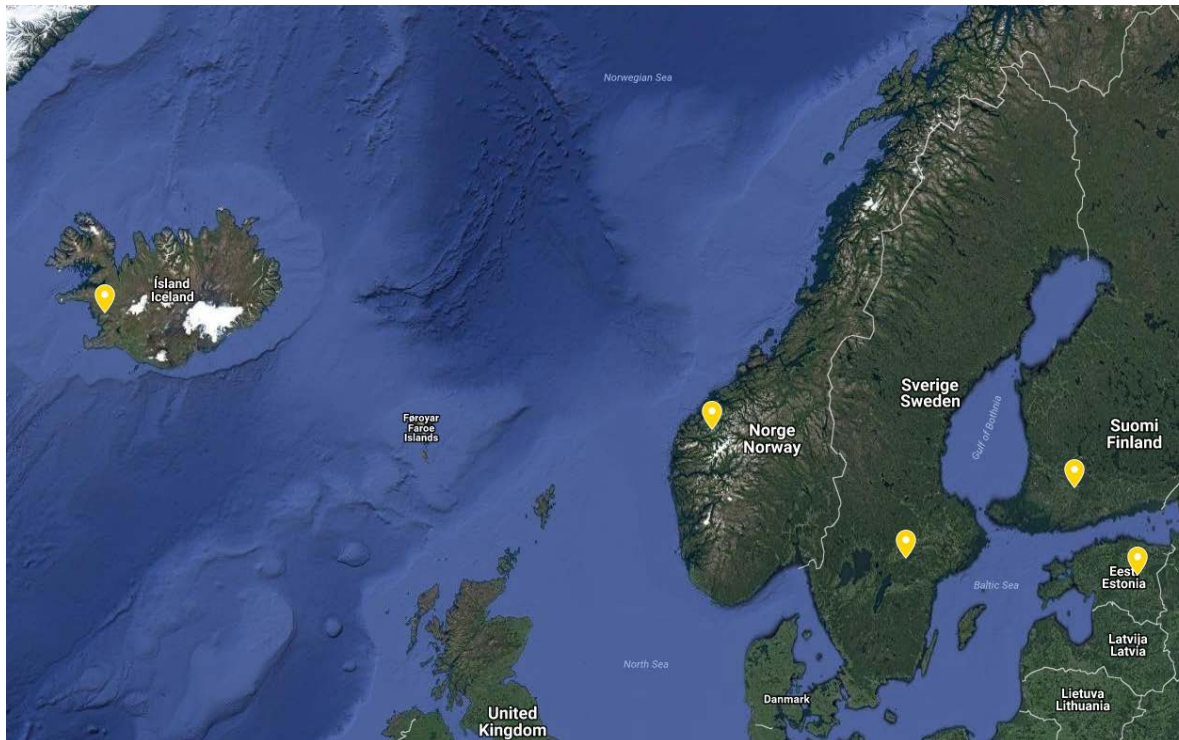 Norwegian Sea
Ísland
Iceland
Føroyar
Faroe
Islands
Norge
Norway
Sverige
Sweden
Gulf of Bothnia
Suomi
Finland
Baltic Sea
Eesti
Estonia
North Sea
Latvija
Latvia
Danmark
Lietuva
Lithuania
United
Kingdom